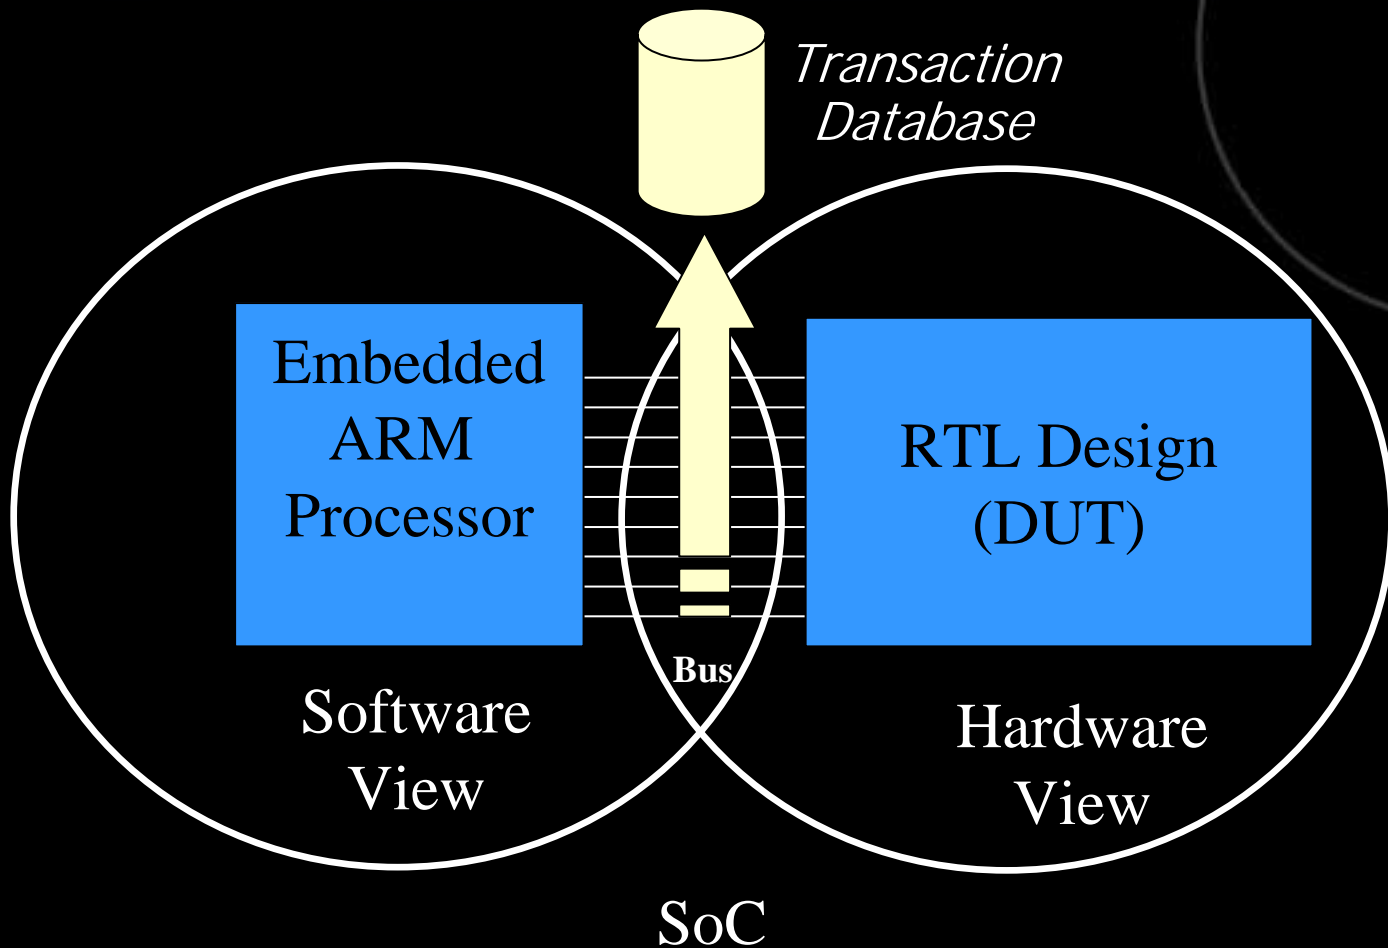 Transaction
Database
Embedded
ARM
Processor
RTL Design
(DUT)
Bus
Software
View
Hardware
View
SoC